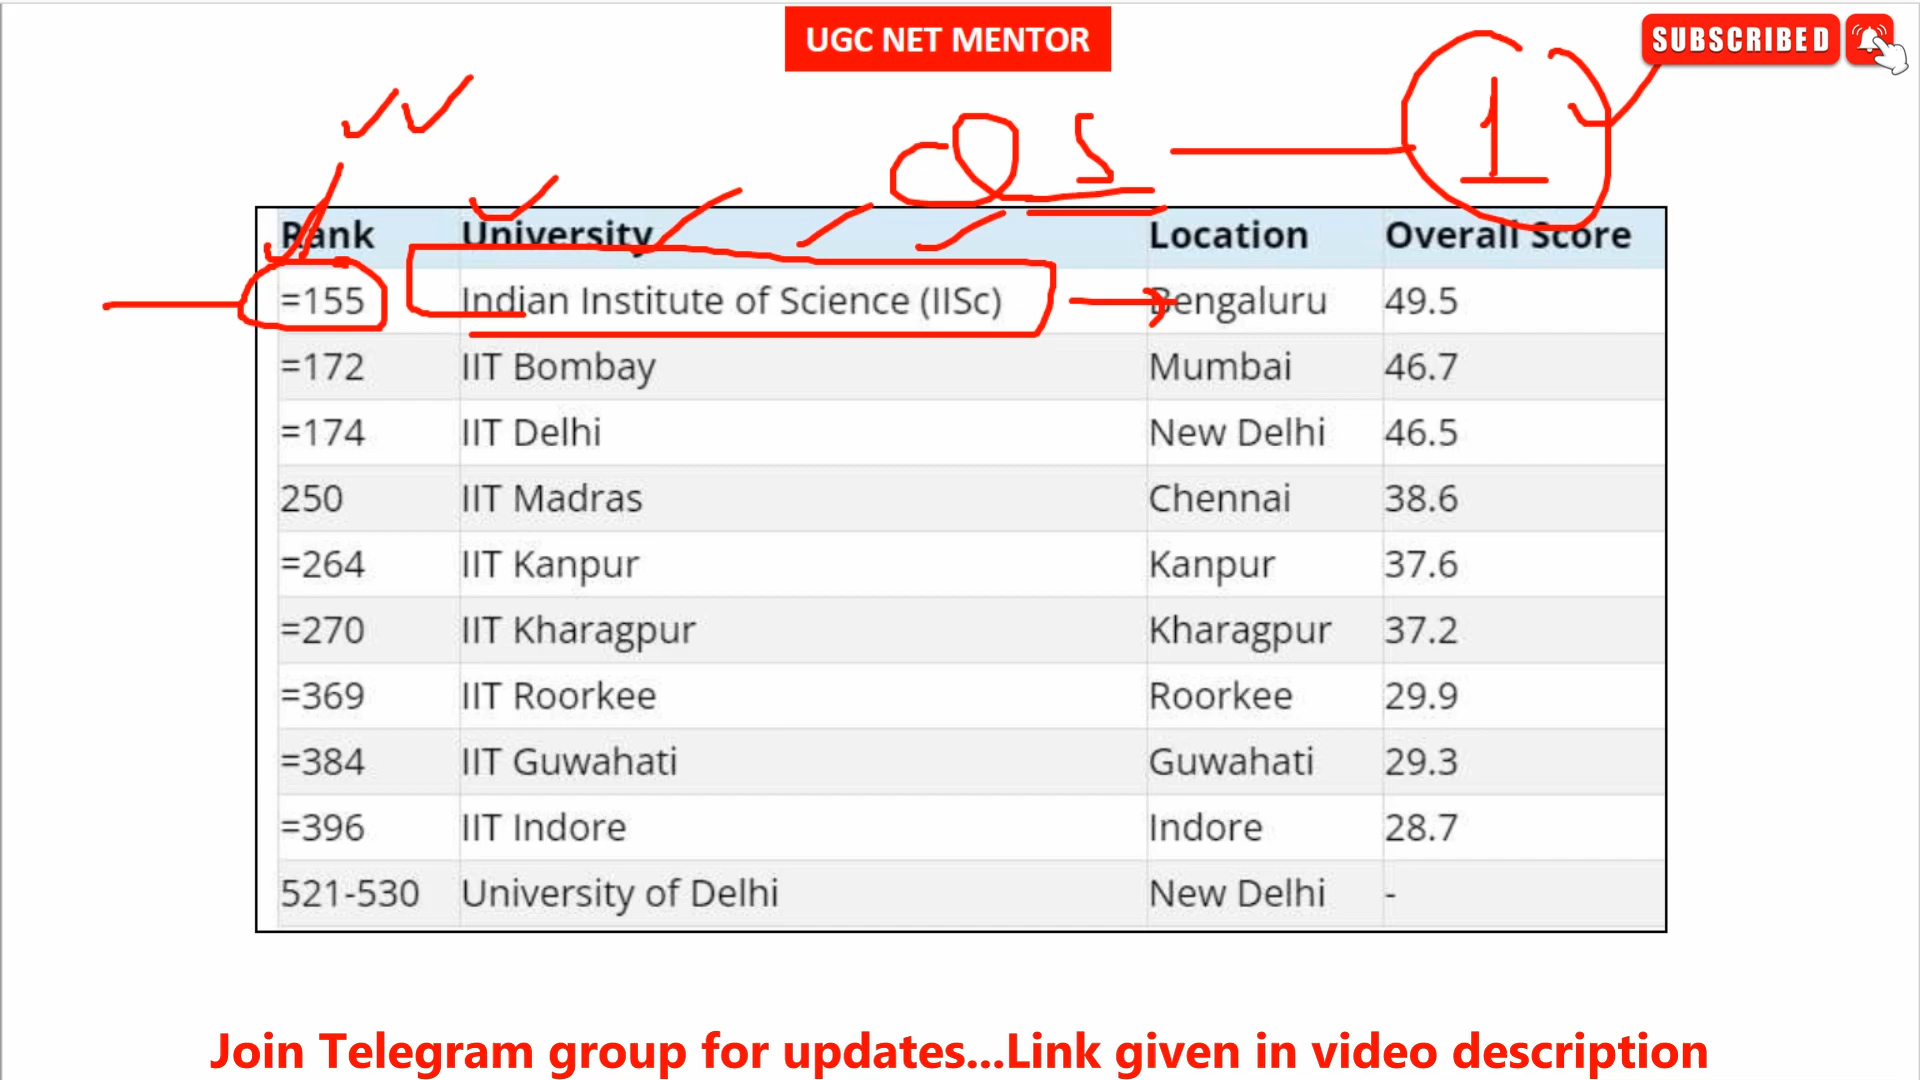 UGC NET MENTOR
SUBSCRIBED
QS 1
Rank University Location Overall Score
=155 Indian Institute of Science (IISc) Bengaluru 49.5
=172 IIT Bombay Mumbai 46.7
=174 IIT Delhi New Delhi 46.5
250 IIT Madras Chennai 38.6
=264 IIT Kanpur Kanpur 37.6
=270 IIT Kharagpur Kharagpur 37.2
=369 IIT Roorkee Roorkee 29.9
=384 IIT Guwahati Guwahati 29.3
=396 IIT Indore Indore 28.7
521-530 University of Delhi New Delhi -
Join Telegram group for updates...Link given in video description